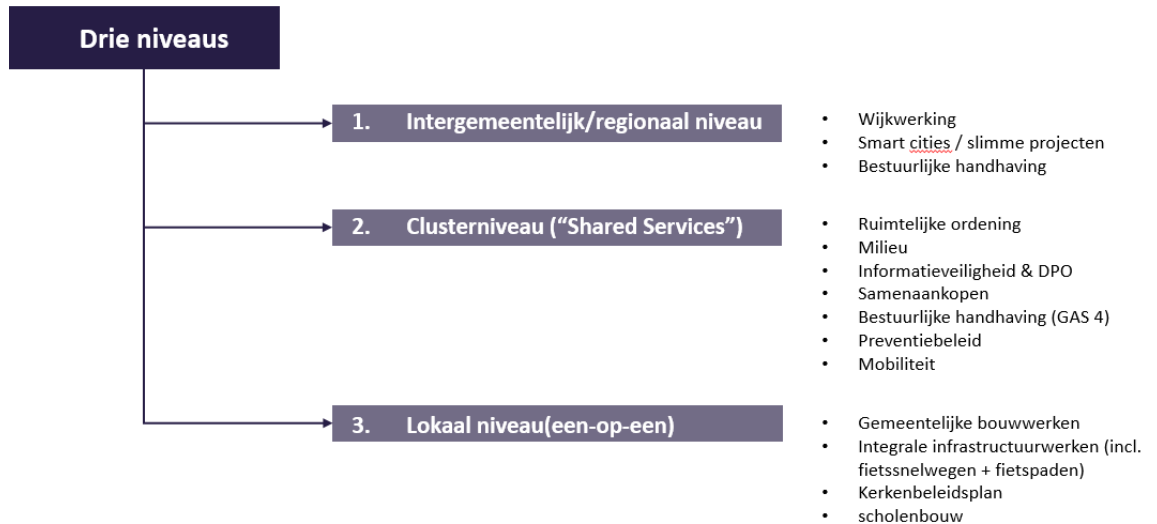 Drie niveaus
1. Intergemeentelijk/regionaal niveau
• Wijkwerking
• Smart cities / slimme projecten
• Bestuurlijke handhaving
2. Clusterniveau (“Shared Services”)
• Ruimtelijke ordening
• Milieu
• Informatieveiligheid & DPO
• Samenaankopen
• Bestuurlijke handhaving (GAS 4)
• Preventiebeleid
• Mobiliteit
3. Lokaal niveau(een-op-een)
• Gemeentelijke bouwwerken
• Integrale infrastructuurwerken (incl.
fietssnelwegen + fietspaden)
• Kerkenbeleidsplan
• scholenbouw